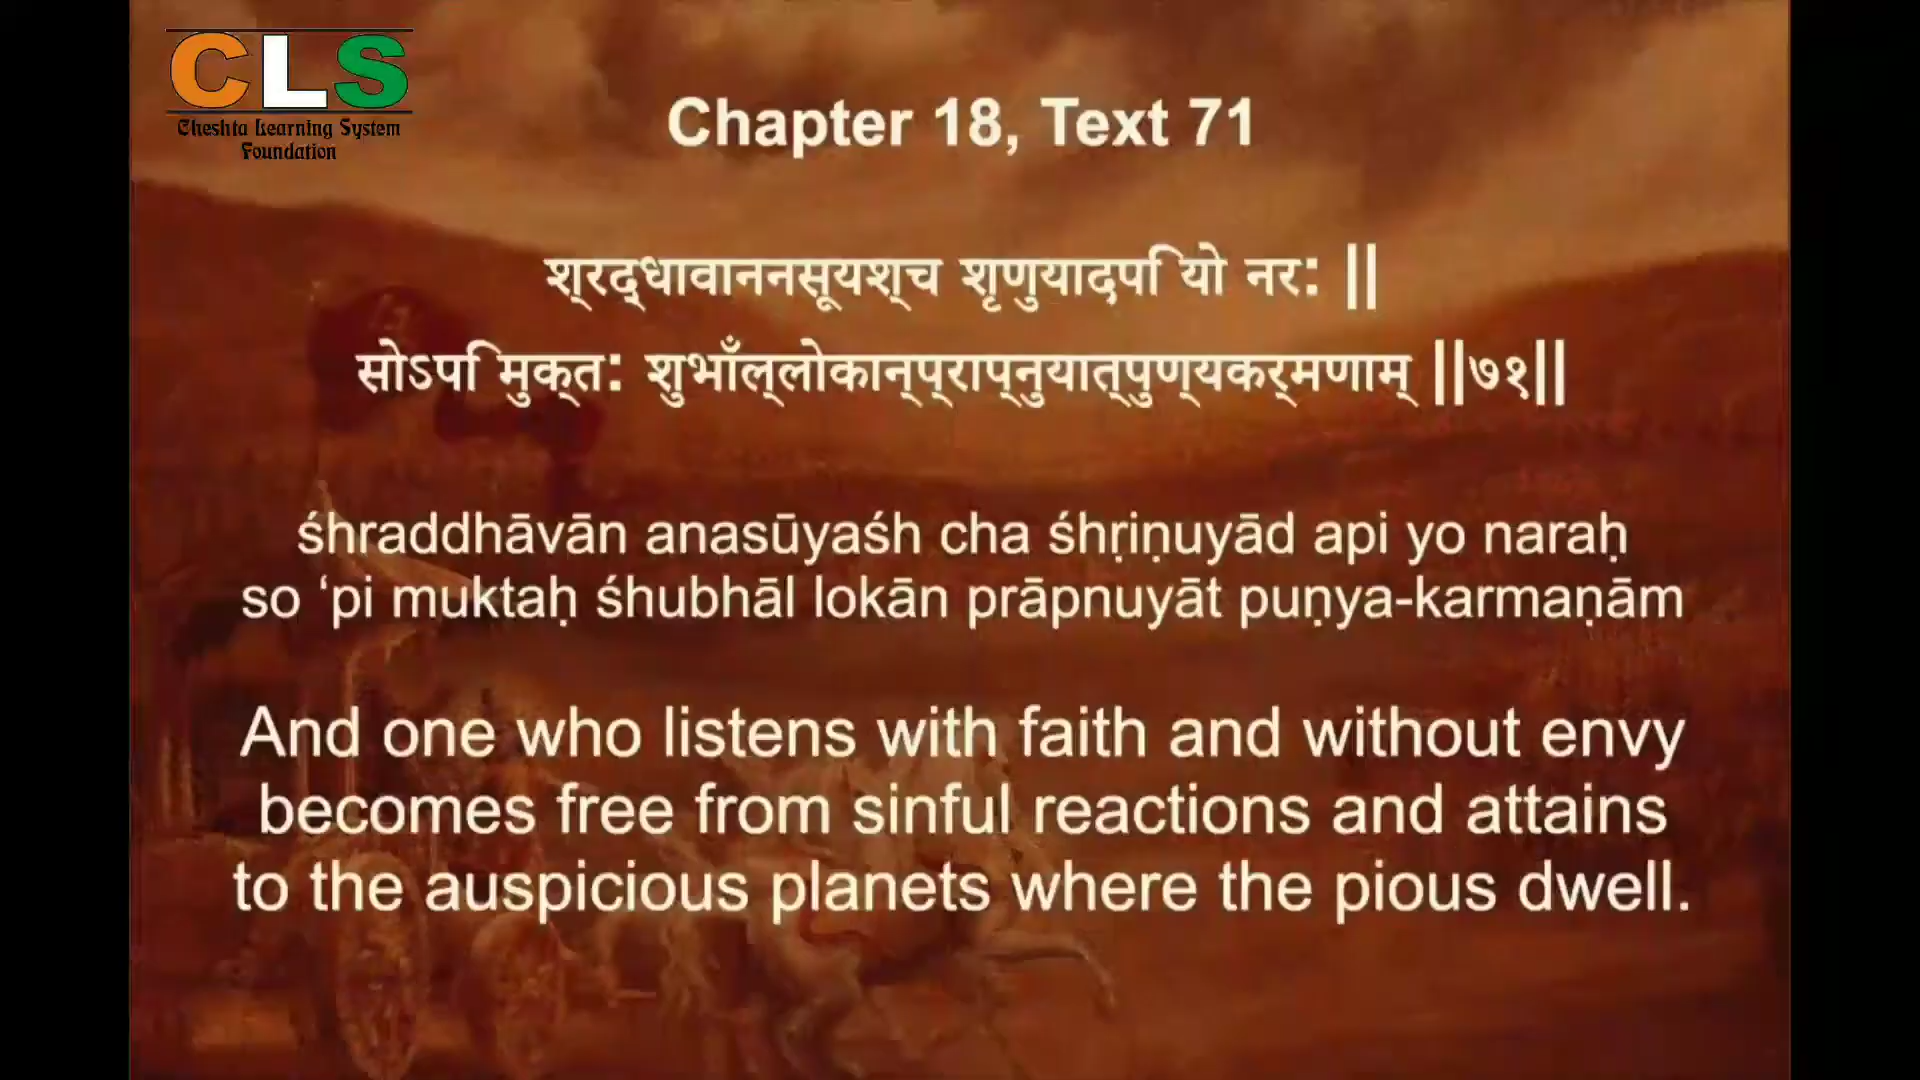 CLS
Cheshta Learning System
Foundation
Chapter 18, Text 71
श्रद्धावाननसूयश्च शृणुयादपि यो नर: ||
सोऽपि मुक्त: शुभाँल्लोकान्प्राप्नुयात्पुण्यकर्मणाम् ||७१||
śhraddhāvān anasūyaśh cha śhṛiṇuyād api yo naraḥ
so ‘pi muktaḥ śhubhāl lokān prāpnuyāt puṇya-karmaṇām
And one who listens with faith and without envy
becomes free from sinful reactions and attains
to the auspicious planets where the pious dwell.